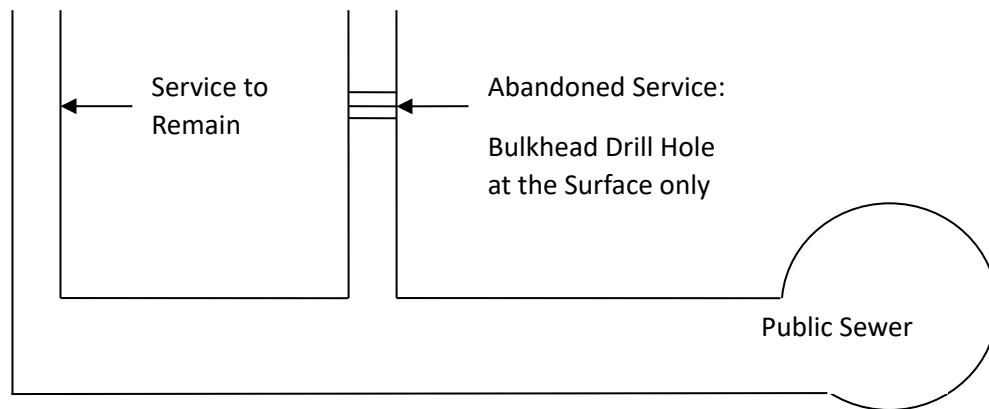 Service to
Remain
Abandoned Service:
Bulkhead Drill Hole
at the Surface only
Public Sewer